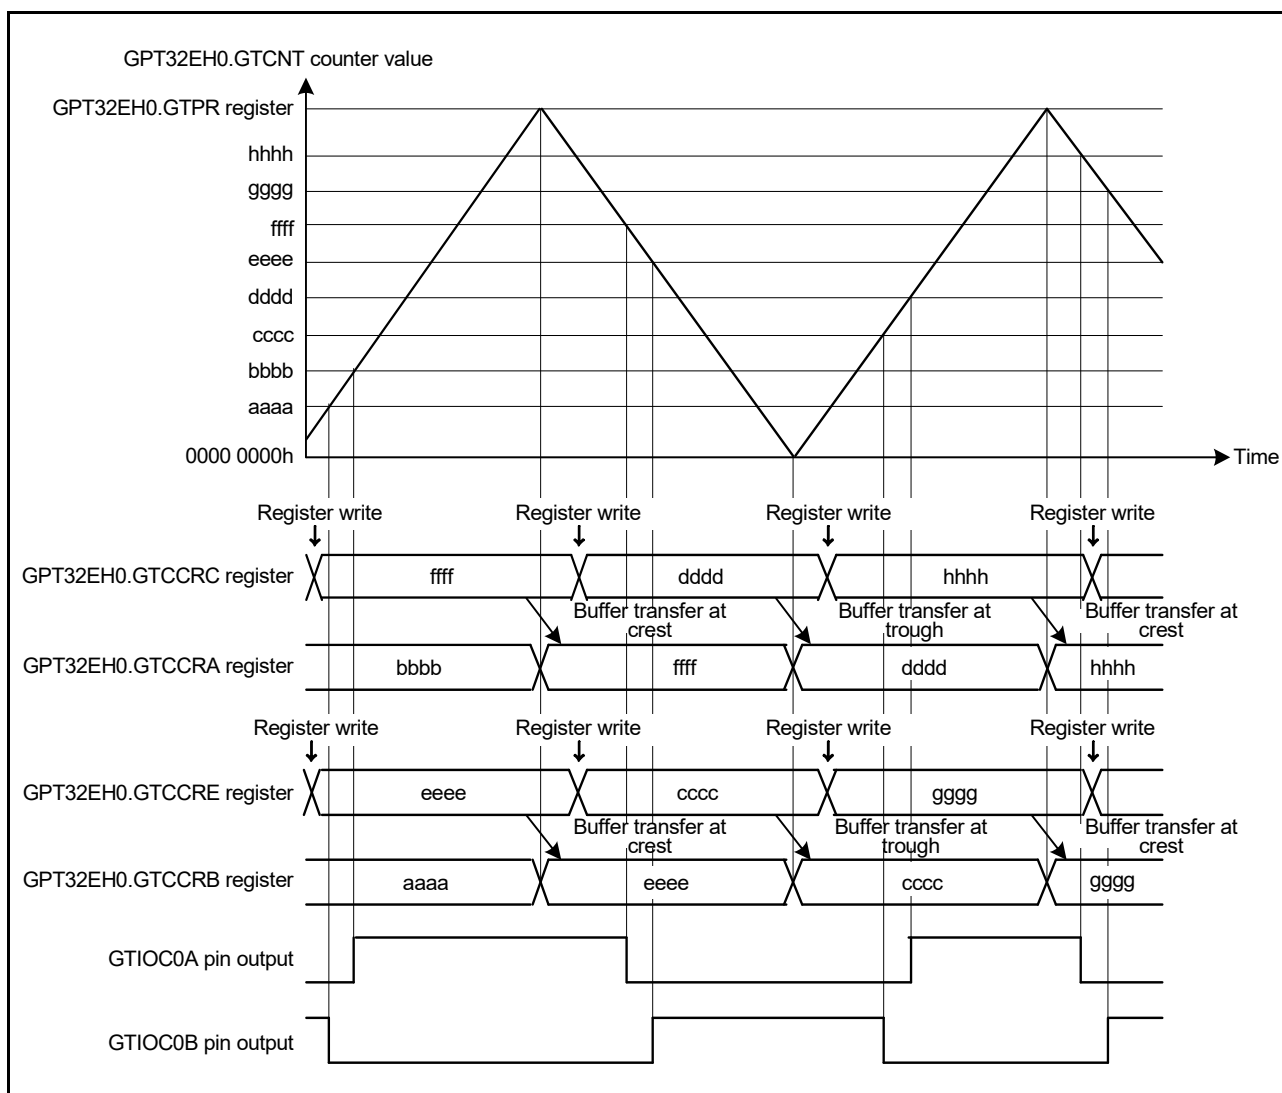 GPT32EH0.GTCNT counter value
GPT32EH0.GTPR register
hhhh
gggg
ffff
eeee
dddd
cccc
bbbb
aaaa
0000 0000h
Time
Register write Register write Register write Register write
GPT32EH0.GTCCRC register ffff dddd hhhh
Buffer transfer at Buffer transfer at Buffer transfer at
crest trough crest
GPT32EH0.GTCCRA register bbbb ffff dddd hhhh
Register write Register write Register write Register write
GPT32EH0.GTCCRE register eeee cccc gggg
Buffer transfer at Buffer transfer at Buffer transfer at
crest trough crest
GPT32EH0.GTCCRB register aaaa eeee cccc gggg
GTIOC0A pin output
GTIOC0B pin output